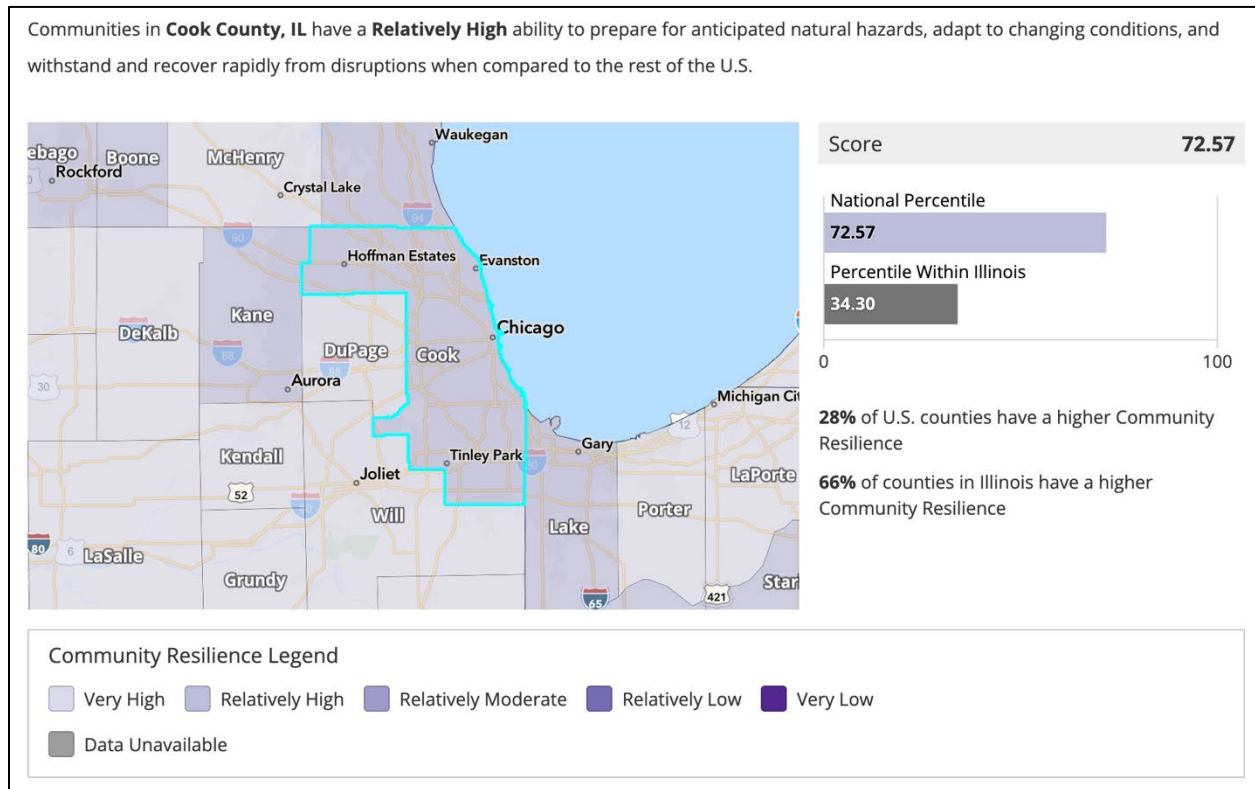 Communities in Cook County, IL have a Relatively High ability to prepare for anticipated natural hazards, adapt to changing conditions, and
withstand and recover rapidly from disruptions when compared to the rest of the U.S.
Waukegan
ebago
Boone
McHenry
Rockford
Crystal Lake
94
90
Hoffman Estates
Evanston
Kane
Chicago
DeKalb
DuPage
Cook
88
88
30
Aurora
Michigan Cit
12
Kendall
Tinley Park
Gary
80
Joliet
LaPorte
52
Will
Porter
Lake
80
6
LaSalle
Grundy
Star
65
421
Score
72.57
National Percentile
72.57
Percentile Within Illinois
34.30
0
100
28% of U.S. counties have a higher Community
Resilience
66% of counties in Illinois have a higher
Community Resilience
Community Resilience Legend
Very High
Relatively High
Relatively Moderate
Relatively Low
Very Low
Data Unavailable